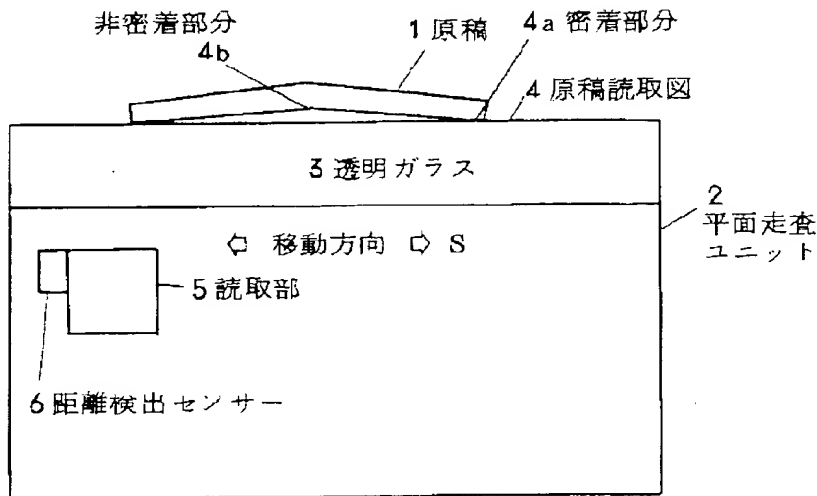 非密着部分
4b
1 原稿
4a 密着部分
4 原稿読取図
3 透明ガラス
2
平面走査
ユニット
⇦ 移動方向 ⇨ S
5 読取部
6 距離検出センサー